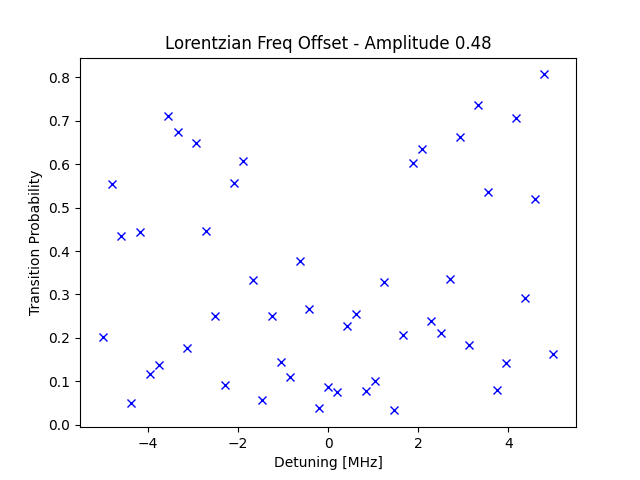 Lorentzian Freq Offset - Amplitude 0.48
Transition Probability
0.8
0.7
0.6
0.5
0.4
0.3
0.2
0.1
0.0
−4 −2 0 2 4
Detuning [MHz]